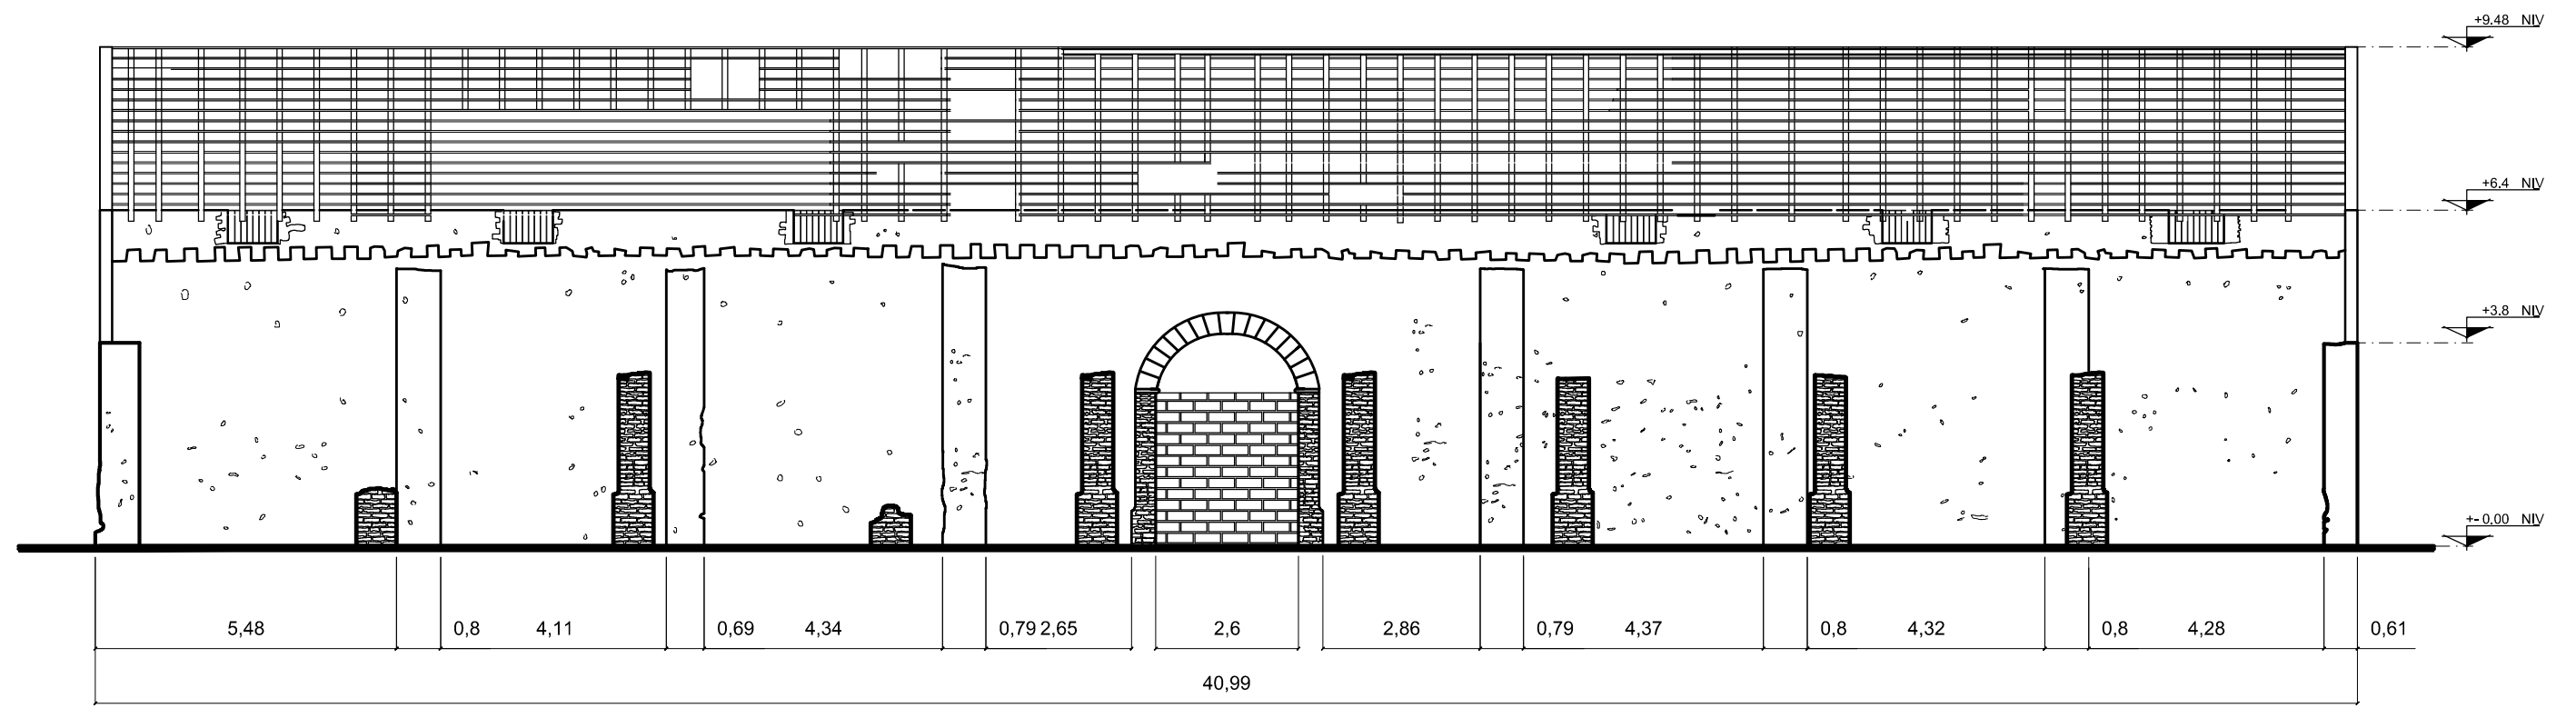 +9.48 NIV
+6.4 NIV
+3.8 NIV
+- 0,00 NIV
5,48 0,8 4,11 0,69 4,34 0,79 2,65 2,6 2,86 0,79 4,37 0,8 4,32 0,8 4,28 0,61
40,99